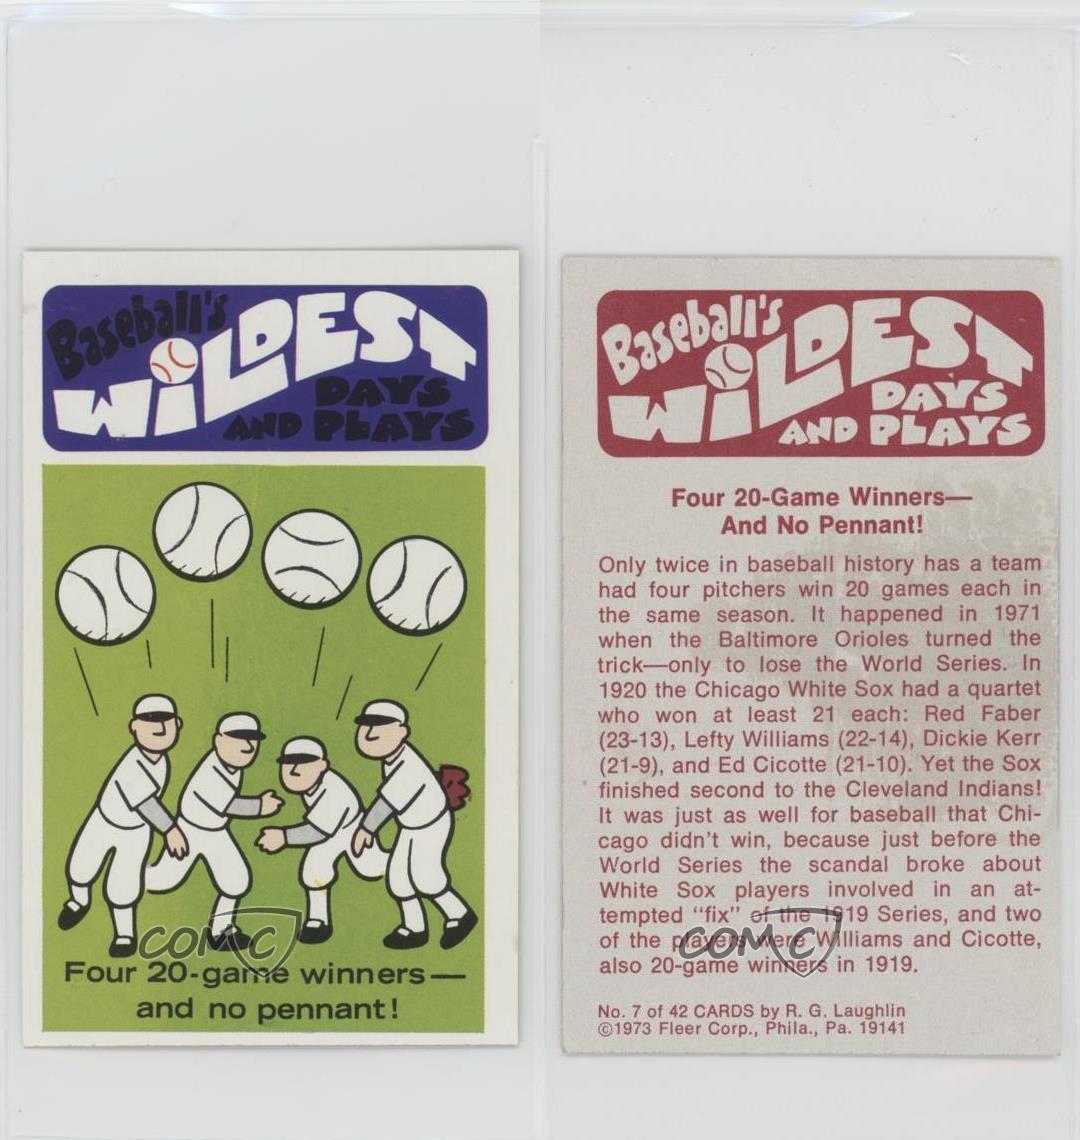 Baseball's
WiLDEST
DAYS
AND PLAYS
Four 20-game winners—
and no pennant!
COMC
Baseball's
WiLDEST
DAYS
AND PLAYS
Four 20-Game Winners—
And No Pennant!
Only twice in baseball history has a team
had four pitchers win 20 games each in
the same season. It happened in 1971
when the Baltimore Orioles turned the
trick—only to lose the World Series. In
1920 the Chicago White Sox had a quartet
who won at least 21 each: Red Faber
(23-13), Lefty Williams (22-14), Dickie Kerr
(21-9), and Ed Cicotte (21-10). Yet the Sox
finished second to the Cleveland Indians!
It was just as well for baseball that Chi-
cago didn't win, because just before the
World Series the scandal broke about
White Sox players involved in an at-
tempted "fix" of the 1919 Series, and two
of the players were Williams and Cicotte,
also 20-game winners in 1919.
COMC
No. 7 of 42 CARDS by R. G. Laughlin
©1973 Fleer Corp., Phila., Pa. 19141